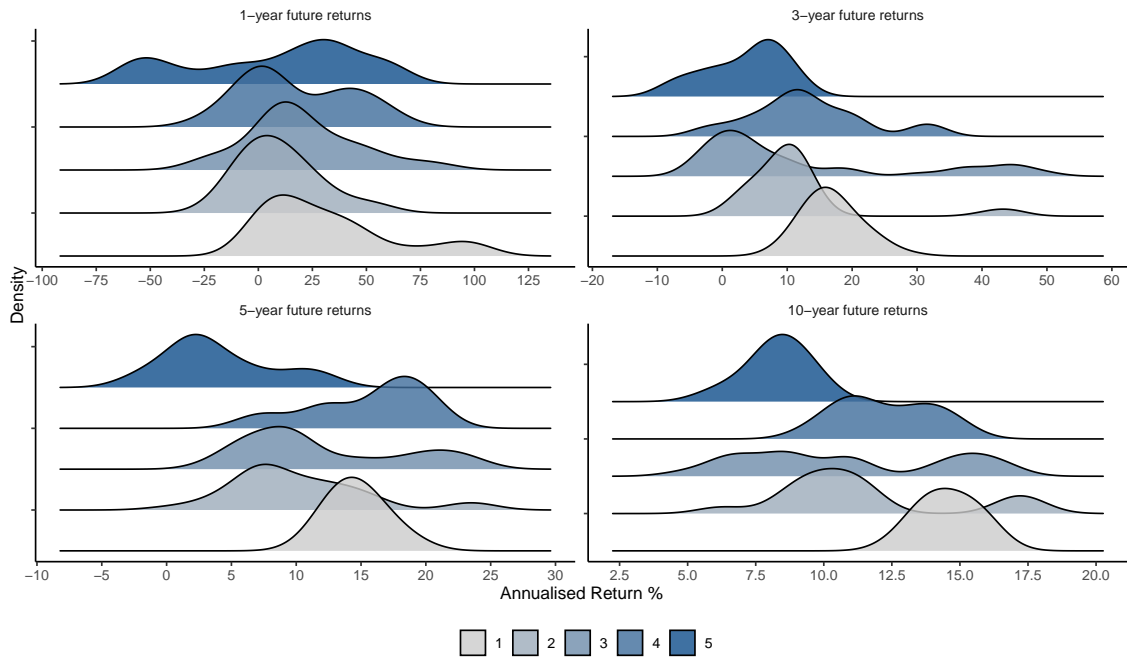 1−year future returns
3−year future returns
−100 −75 −50 −25 0 25 50 75 100 125
−20 −10 0 10 20 30 40 50 60
Density
5−year future returns
10−year future returns
−10 −5 0 5 10 15 20 25 30
2.5 5.0 7.5 10.0 12.5 15.0 17.5 20.0
Annualised Return %
1 2 3 4 5